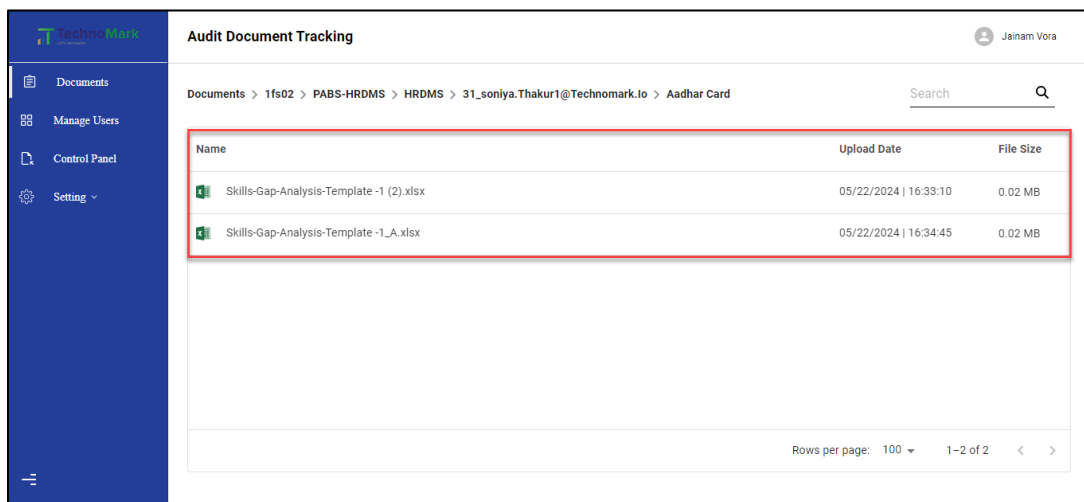 TechnoMark
Audit Document Tracking
Jainam Vora
Documents
Manage Users
Control Panel
Setting
Documents > 1fs02 > PABS-HRDMS > HRDMS > 31_soniya.Thakur1@Technomark.Io > Aadhar Card
Search
Name Upload Date File Size
Skills-Gap-Analysis-Template -1 (2).xlsx 05/22/2024 | 16:33:10 0.02 MB
Skills-Gap-Analysis-Template -1_A.xlsx 05/22/2024 | 16:34:45 0.02 MB
Rows per page: 100 1–2 of 2 < >